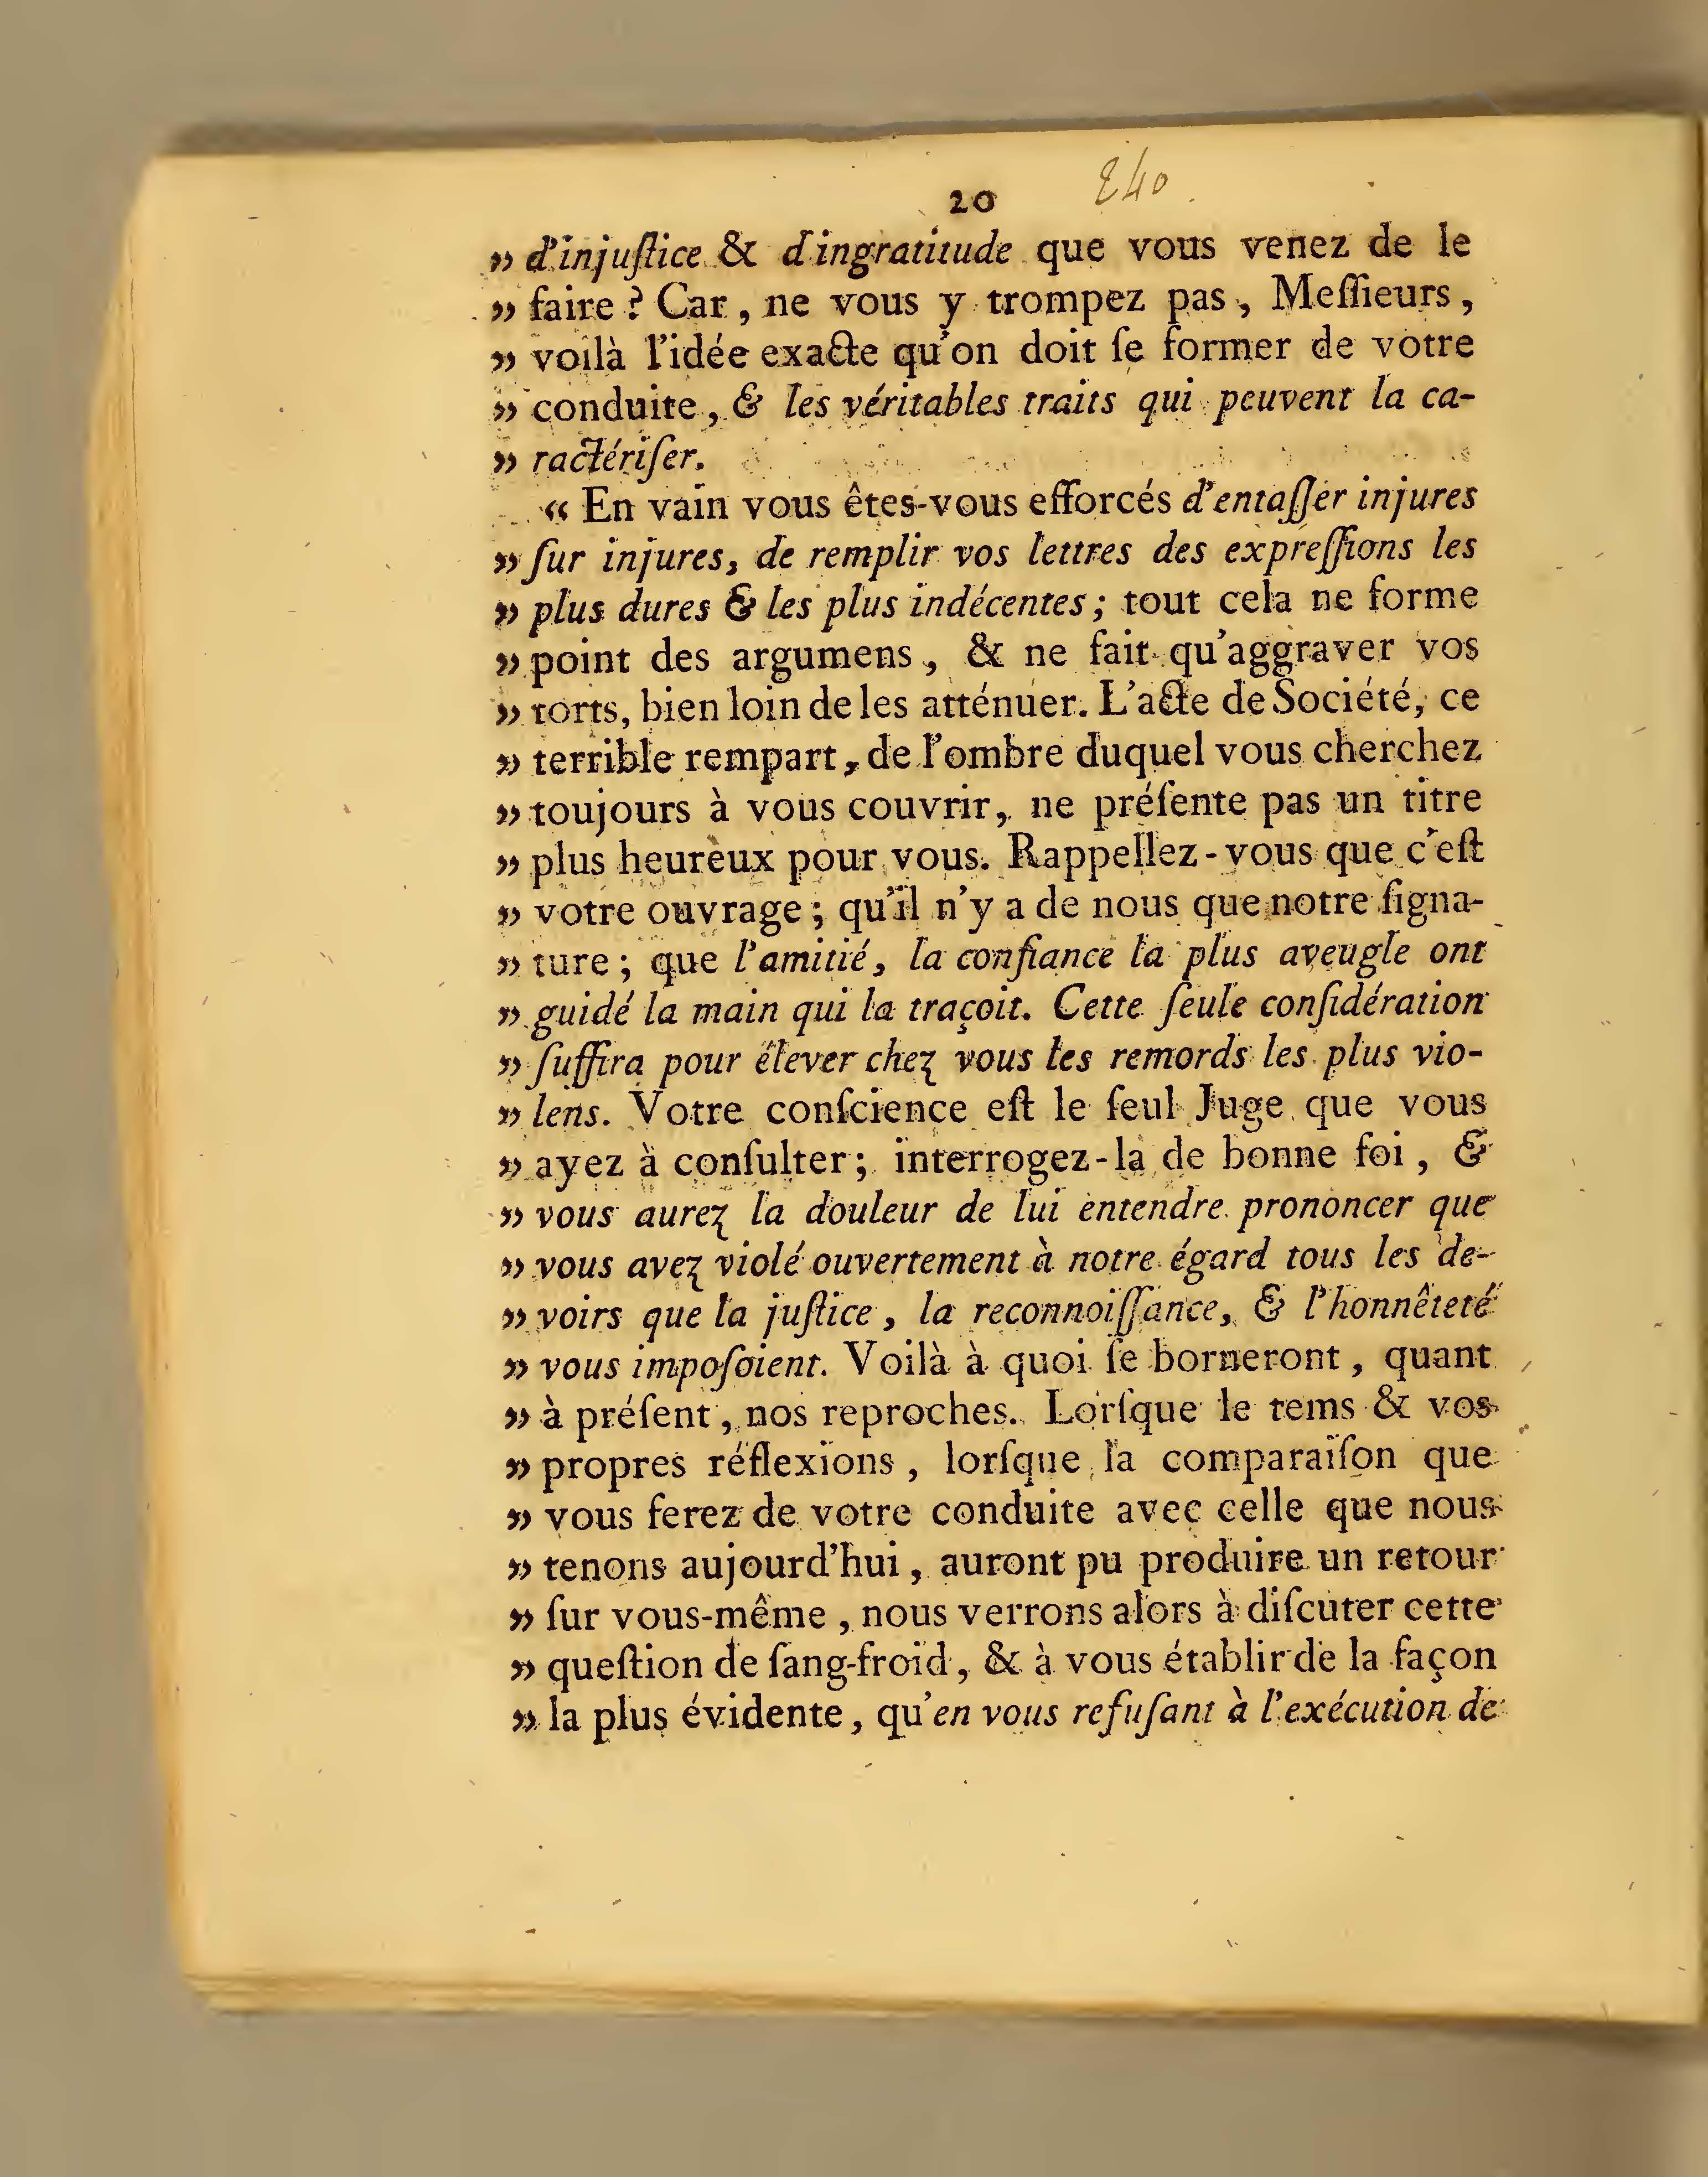 20 240
» d'injuſtice & d'ingratitude que vous venez de le
» faire ? Car, ne vous y trompez pas, Meſſieurs,
» voilà l'idée exacte qu'on doit ſe former de votre
» conduite, & les véritables traits qui peuvent la ca-
» ractériſer.
« En vain vous êtes-vous efforcés d'entaſſer injures
» ſur injures, de remplir vos lettres des expreſſions les
» plus dures & les plus indécentes; tout cela ne forme
» point des argumens, & ne fait qu'aggraver vos
» torts, bien loin de les atténuer. L'acte de Société, ce
» terrible rempart, de l'ombre duquel vous cherchez
» toujours à vous couvrir, ne préſente pas un titre
» plus heureux pour vous. Rappellez-vous que c'eſt
» votre ouvrage; qu'il n'y a de nous que notre ſigna-
» ture; que l'amitié, la confiance la plus aveugle ont
» guidé la main qui la traçoit. Cette ſeule conſidération
» ſuffira pour élever chez vous les remords les plus vio-
» lens. Votre conſcience eſt le ſeul Juge que vous
» ayez à conſulter; interrogez-la de bonne foi, &
» vous aurez la douleur de lui entendre prononcer que
» vous avez violé ouvertement à notre égard tous les de-
» voirs que la juſtice, la reconnoiſſance, & l'honnêteté
» vous impoſoient. Voilà à quoi ſe borneront, quant
» à préſent, nos reproches. Lorſque le tems & vos
» propres réflexions, lorſque la comparaiſon que
» vous ferez de votre conduite avec celle que nous
» tenons aujourd'hui, auront pu produire un retour
» ſur vous-même, nous verrons alors à diſcuter cette
» queſtion de ſang-froid, & à vous établir de la façon
» la plus évidente, qu'en vous refuſant à l'exécution de